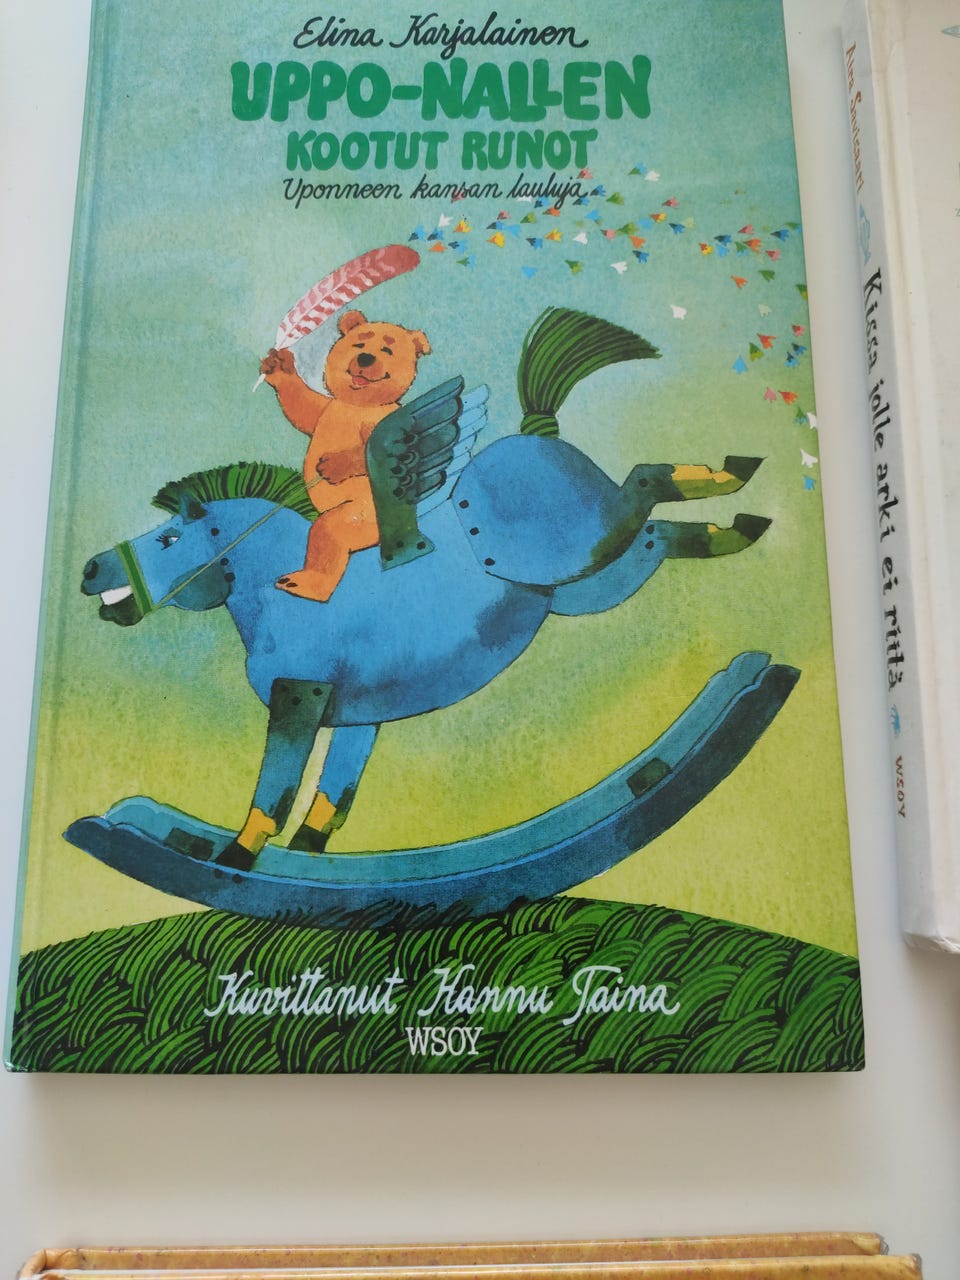 Elina Karjalainen
UPPO-NALLEN
KOOTUT RUNOT
Uponneen kansan lauluja
Kuvittanut Hannu Taina
WSOY
Kissa jolle arki ei riitä
WSOY